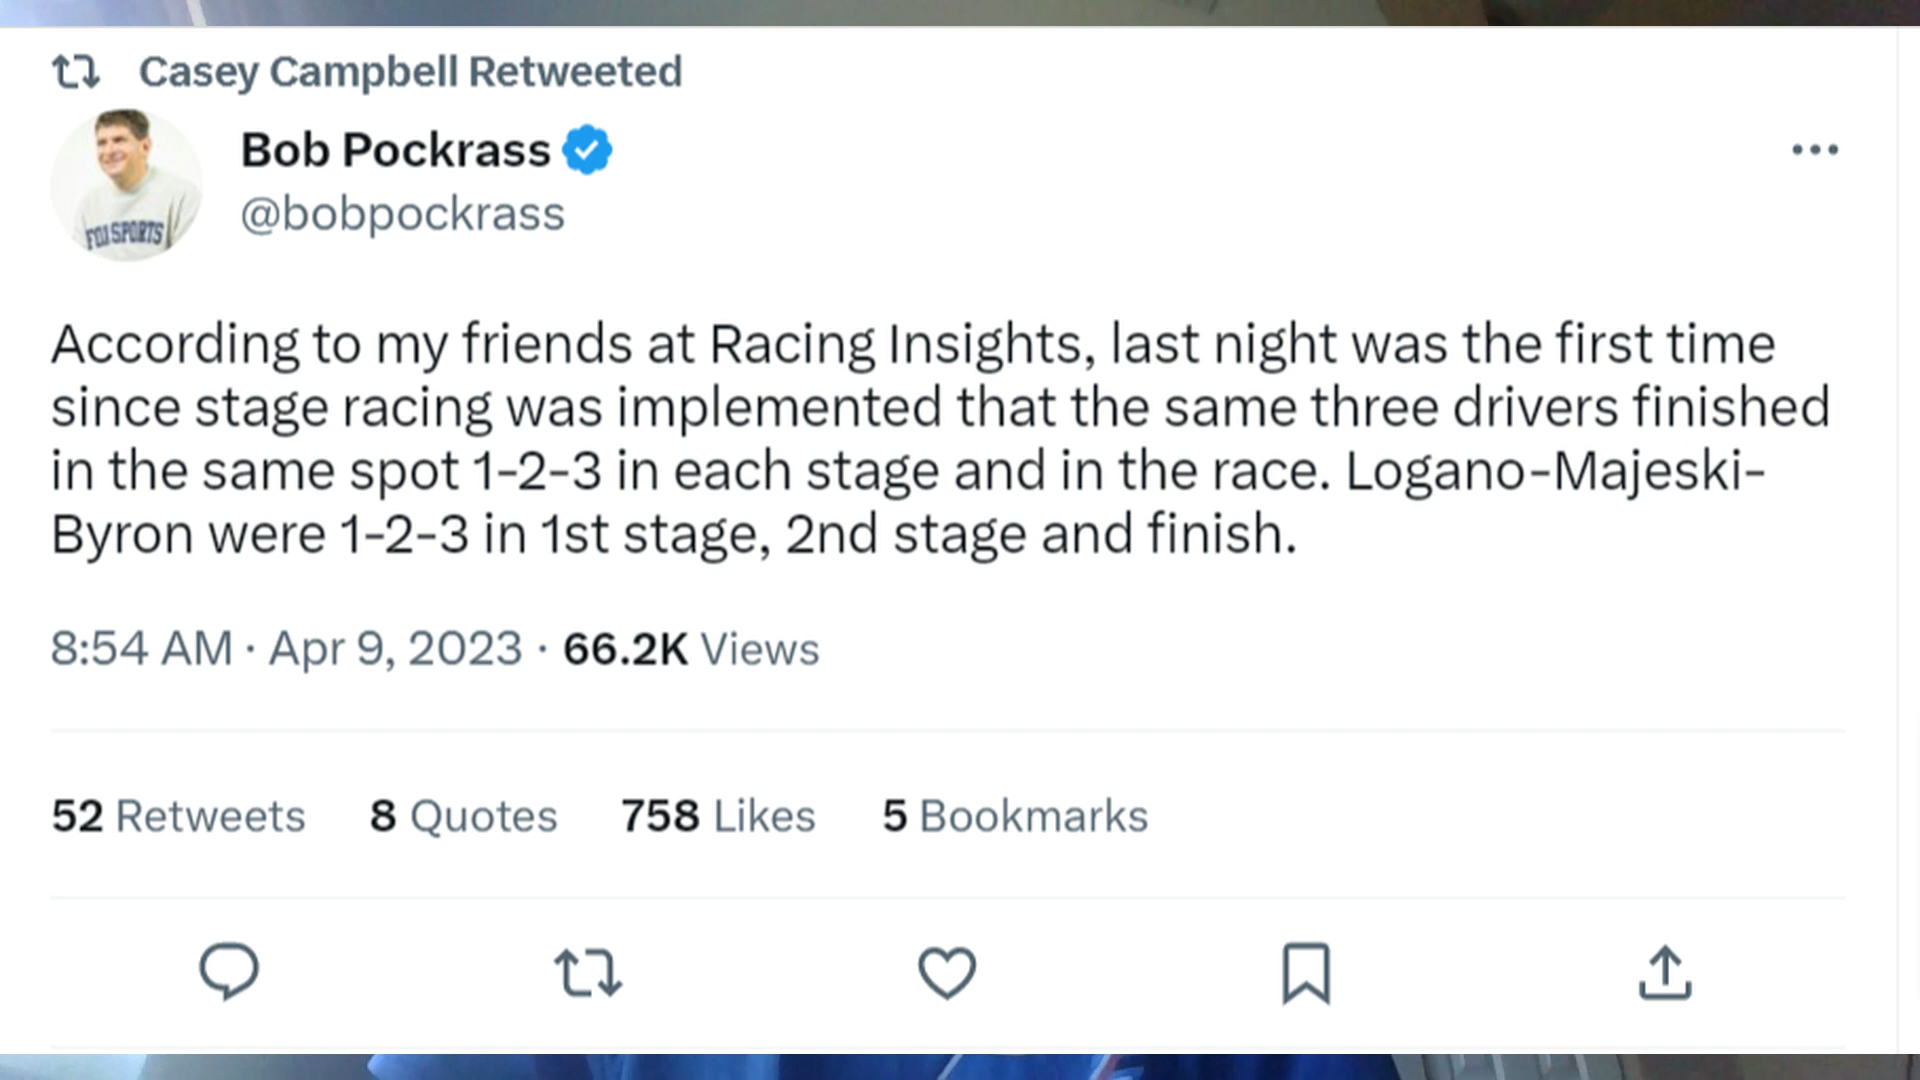 Casey Campbell Retweeted
Bob Pockrass
@bobpockrass
FOX SPORTS
According to my friends at Racing Insights, last night was the first time
since stage racing was implemented that the same three drivers finished
in the same spot 1-2-3 in each stage and in the race. Logano-Majeski-
Byron were 1-2-3 in 1st stage, 2nd stage and finish.
8:54 AM · Apr 9, 2023 · 66.2K Views
52 Retweets 8 Quotes 758 Likes 5 Bookmarks